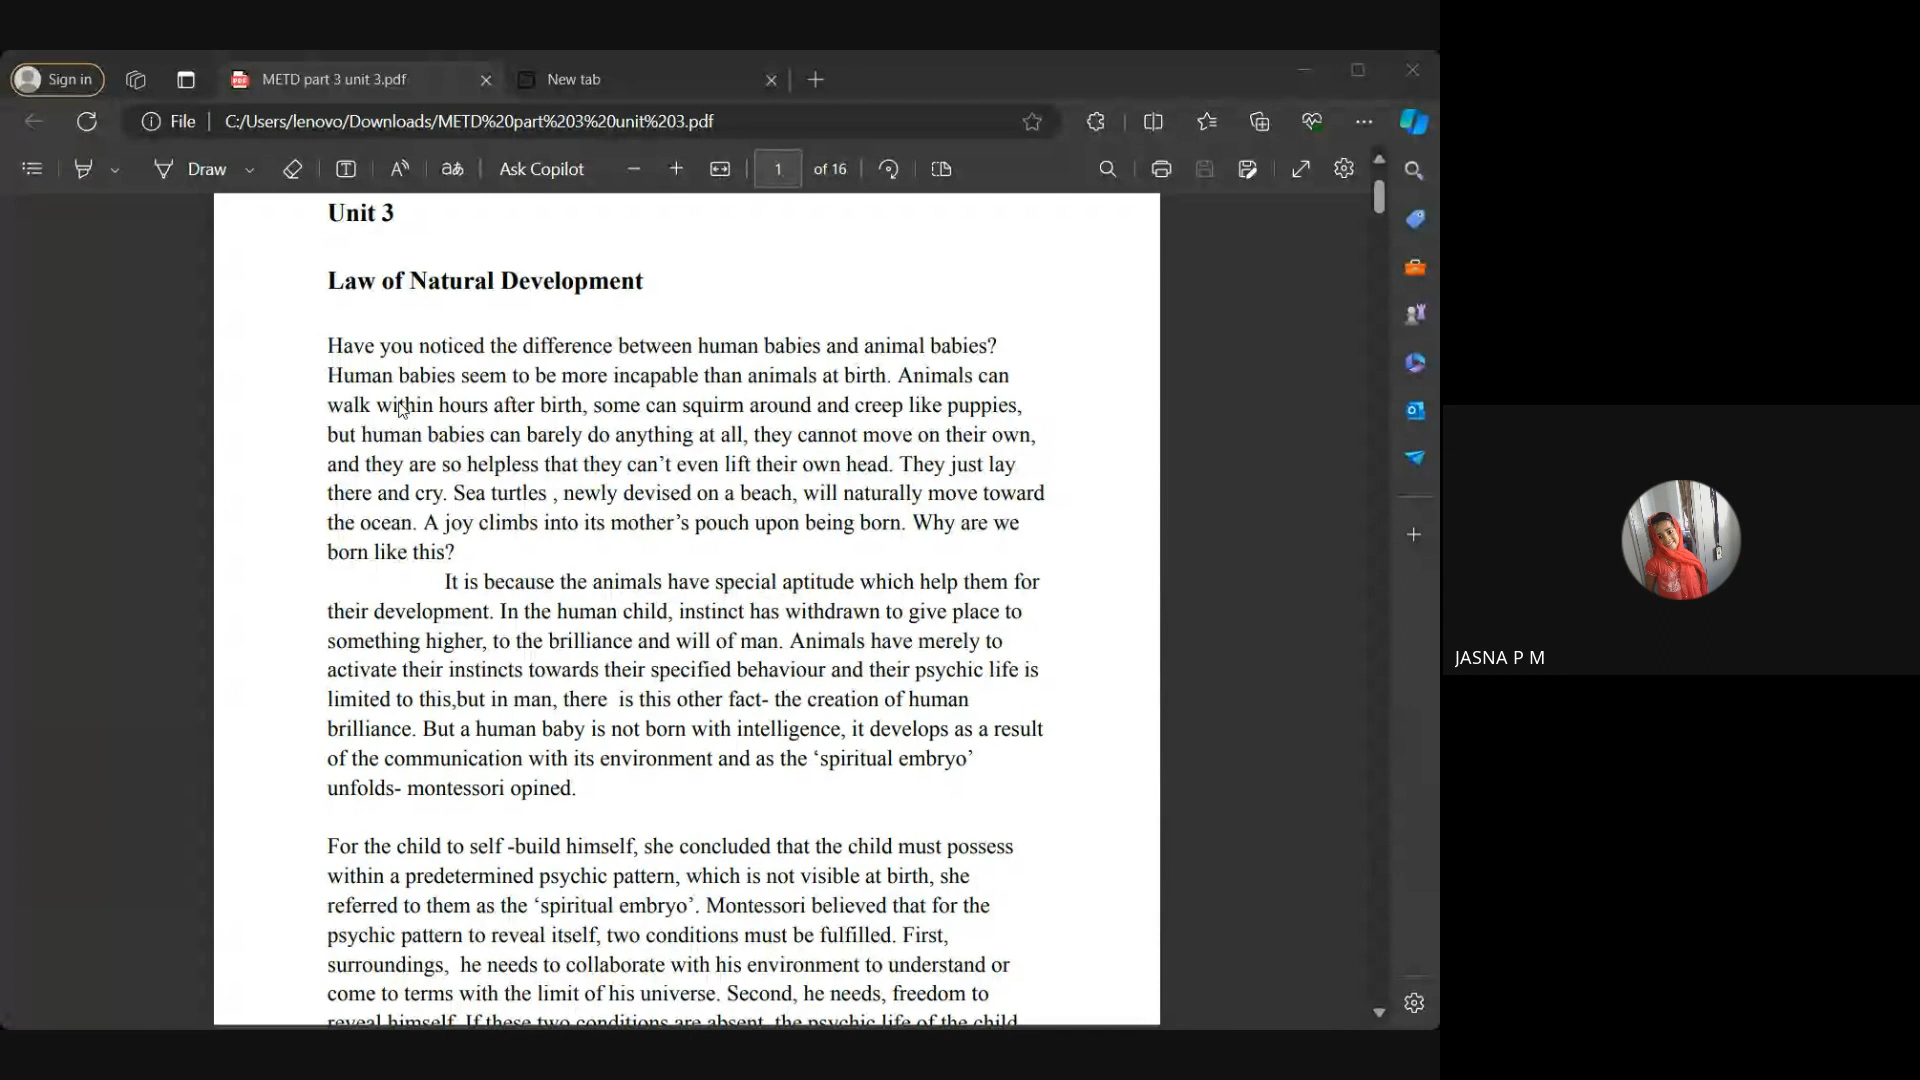 Sign in
METD part 3 unit 3.pdf
New tab
File
C:/Users/lenovo/Downloads/METD%20part%203%20unit%203.pdf
Draw
Ask Copilot
1
of 16
Unit 3
Law of Natural Development
Have you noticed the difference between human babies and animal babies?
Human babies seem to be more incapable than animals at birth. Animals can
walk within hours after birth, some can squirm around and creep like puppies,
but human babies can barely do anything at all, they cannot move on their own,
and they are so helpless that they can’t even lift their own head. They just lay
there and cry. Sea turtles , newly devised on a beach, will naturally move toward
the ocean. A joy climbs into its mother’s pouch upon being born. Why are we
born like this?
It is because the animals have special aptitude which help them for
their development. In the human child, instinct has withdrawn to give place to
something higher, to the brilliance and will of man. Animals have merely to
activate their instincts towards their specified behaviour and their psychic life is
limited to this,but in man, there  is this other fact- the creation of human
brilliance. But a human baby is not born with intelligence, it develops as a result
of the communication with its environment and as the ‘spiritual embryo’
unfolds- montessori opined.
For the child to self -build himself, she concluded that the child must possess
within a predetermined psychic pattern, which is not visible at birth, she
referred to them as the ‘spiritual embryo’. Montessori believed that for the
psychic pattern to reveal itself, two conditions must be fulfilled. First,
surroundings,  he needs to collaborate with his environment to understand or
come to terms with the limit of his universe. Second, he needs, freedom to
reveal himself. If these two conditions are absent, the psychic life of the child
JASNA P M